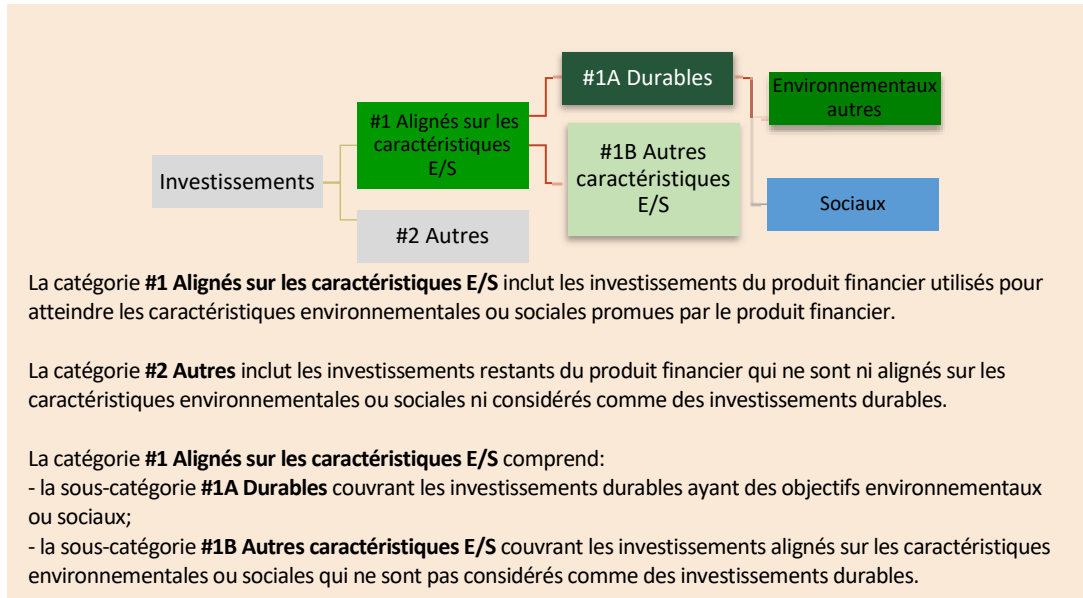 #1A Durables
Environnementaux
autres
#1 Alignés sur les
caractéristiques
E/S
#1B Autres
caractéristiques
E/S
Investissements
Sociaux
#2 Autres
La catégorie #1 Alignés sur les caractéristiques E/S inclut les investissements du produit financier utilisés pour
atteindre les caractéristiques environnementales ou sociales promues par le produit financier.
La catégorie #2 Autres inclut les investissements restants du produit financier qui ne sont ni alignés sur les
caractéristiques environnementales ou sociales ni considérés comme des investissements durables.
La catégorie #1 Alignés sur les caractéristiques E/S comprend:
- la sous-catégorie #1A Durables couvrant les investissements durables ayant des objectifs environnementaux
ou sociaux;
- la sous-catégorie #1B Autres caractéristiques E/S couvrant les investissements alignés sur les caractéristiques
environnementales ou sociales qui ne sont pas considérés comme des investissements durables.